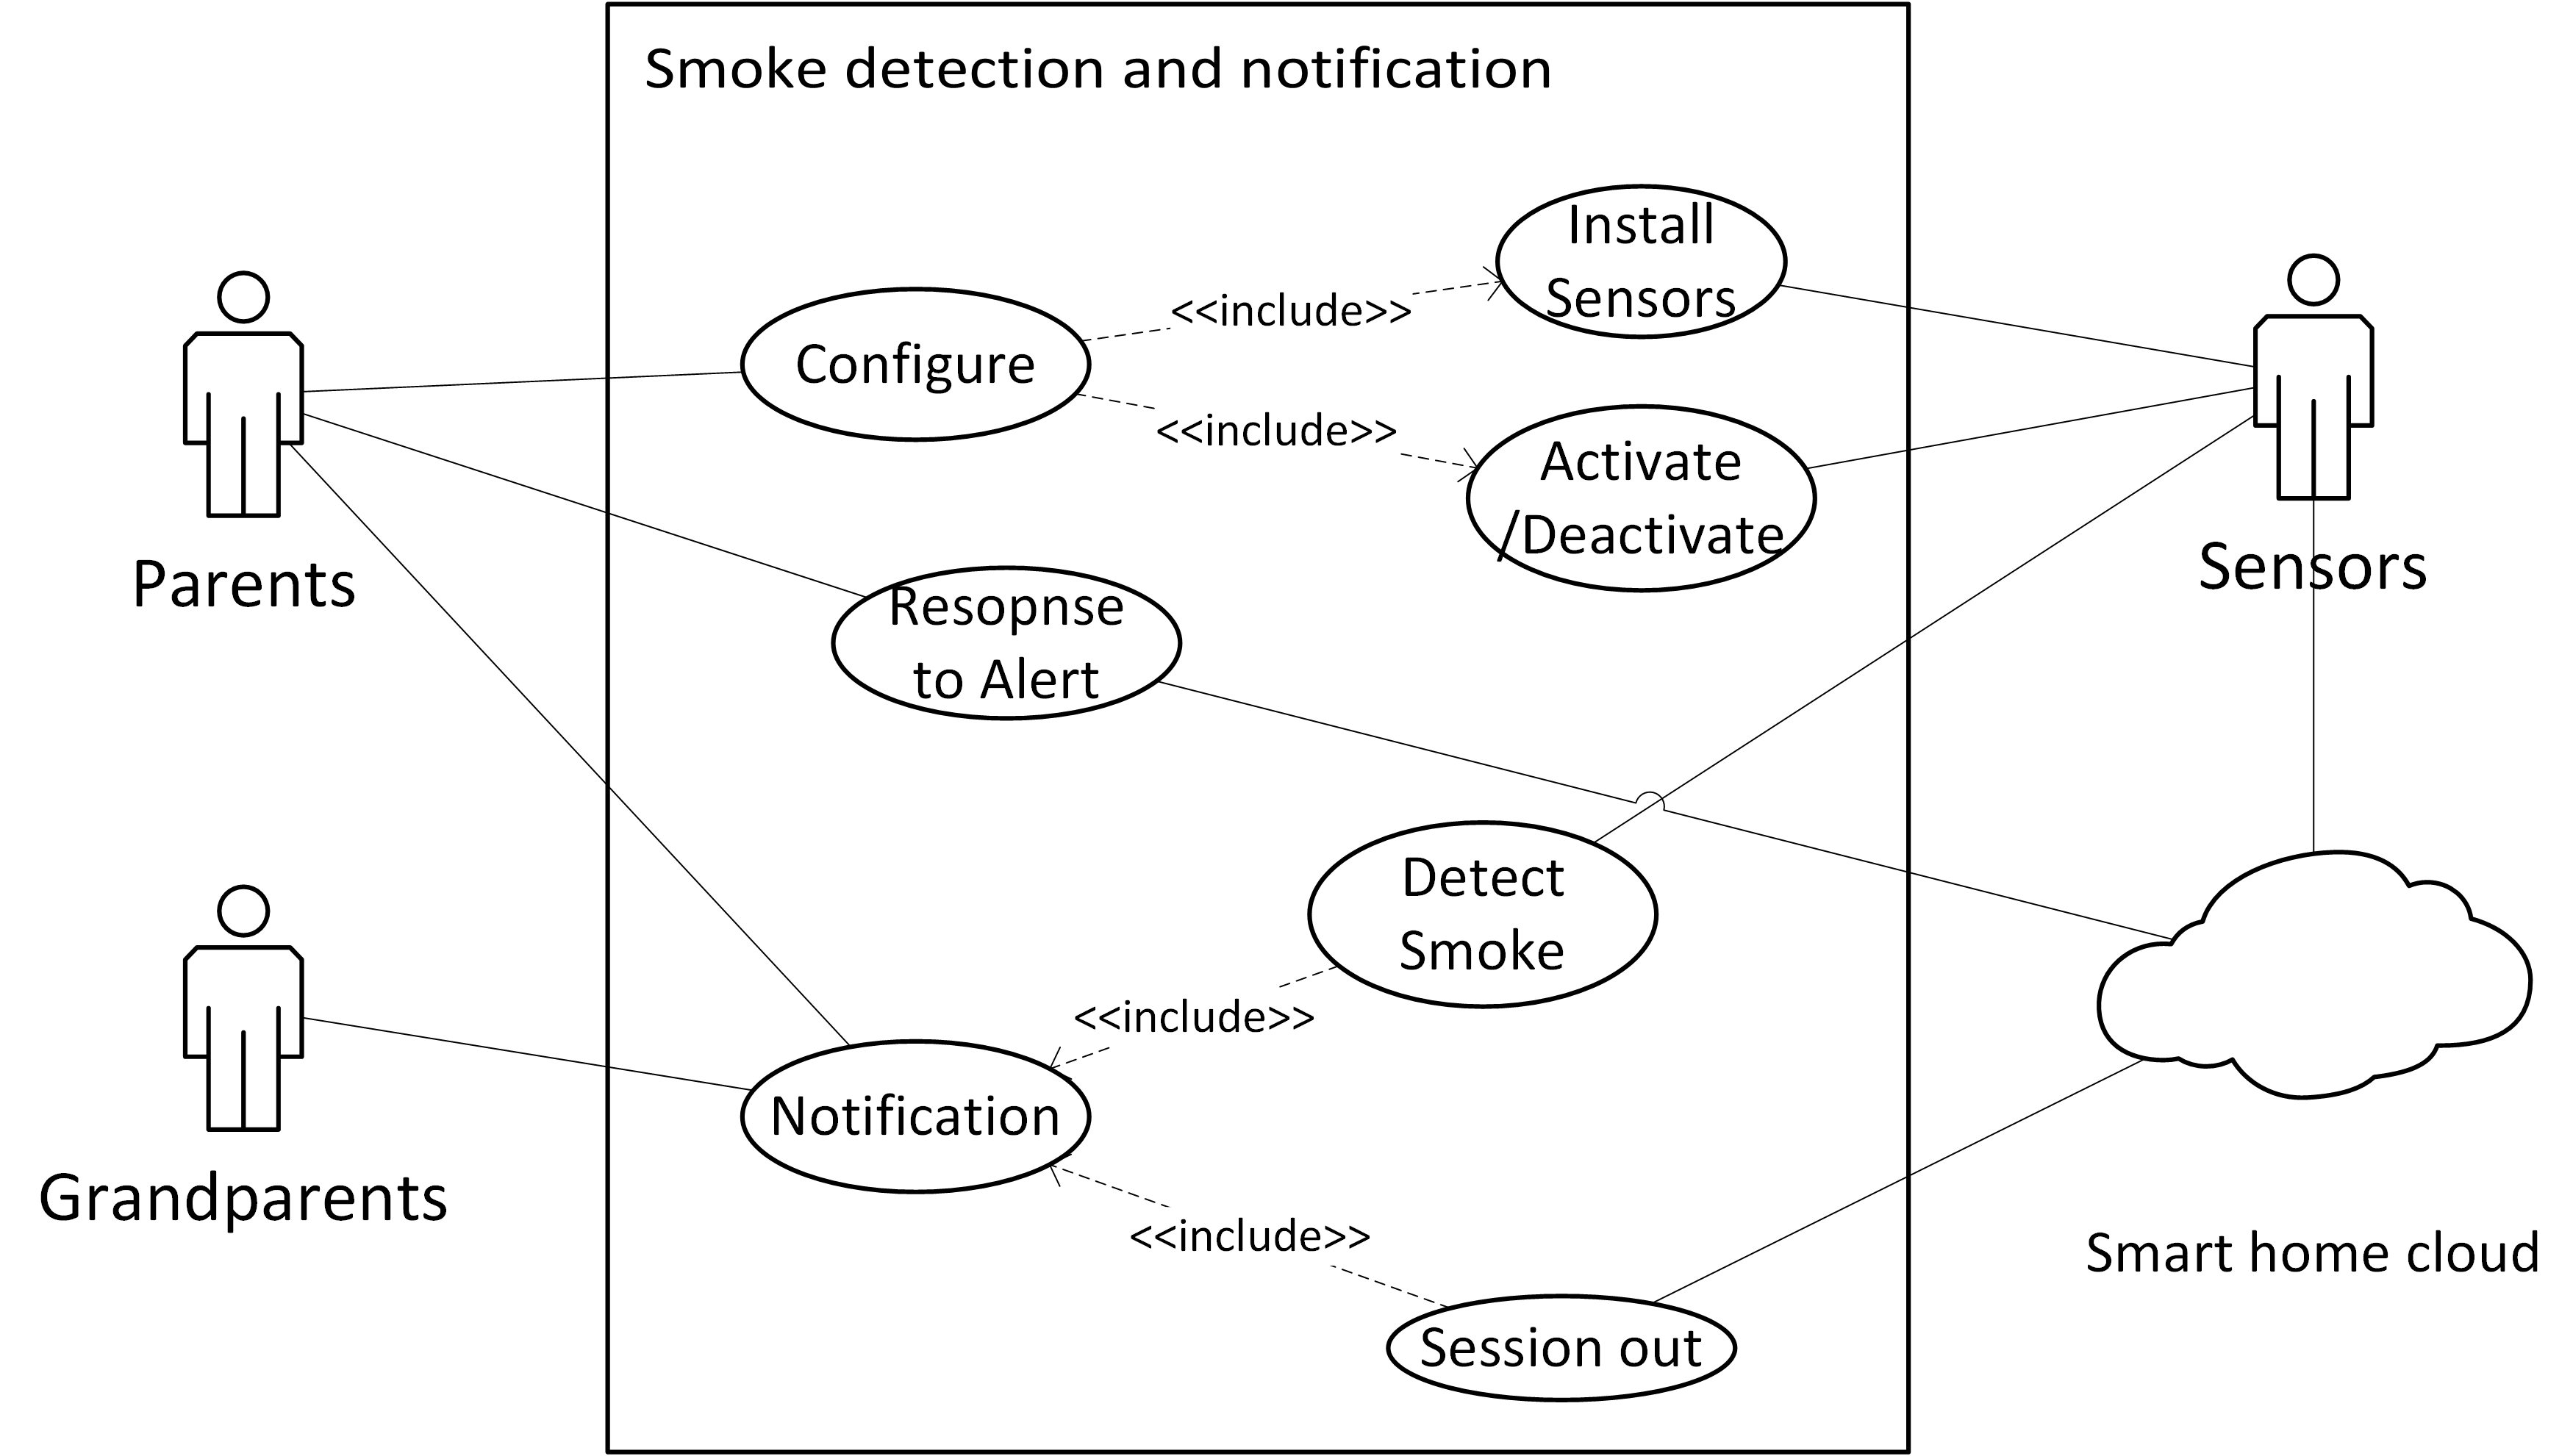 Smoke detection and notification
Install
Sensors
<<include>>
Configure
<<include>>
Activate
/Deactivate
Parents
Sensors
Resopnse
to Alert
Detect
Smoke
<<include>>
Notification
Grandparents
<<include>>
Smart home cloud
Session out